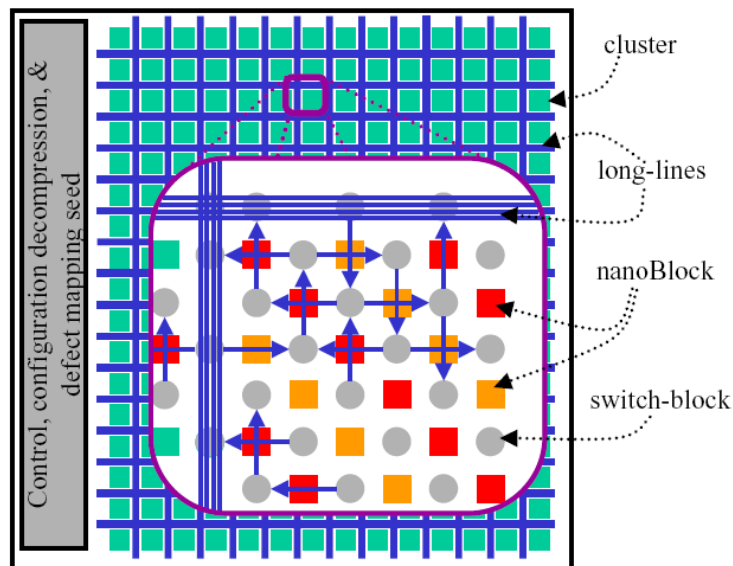 Control, configuration decompression, &
defect mapping seed
cluster
long-lines
nanoBlock
switch-block